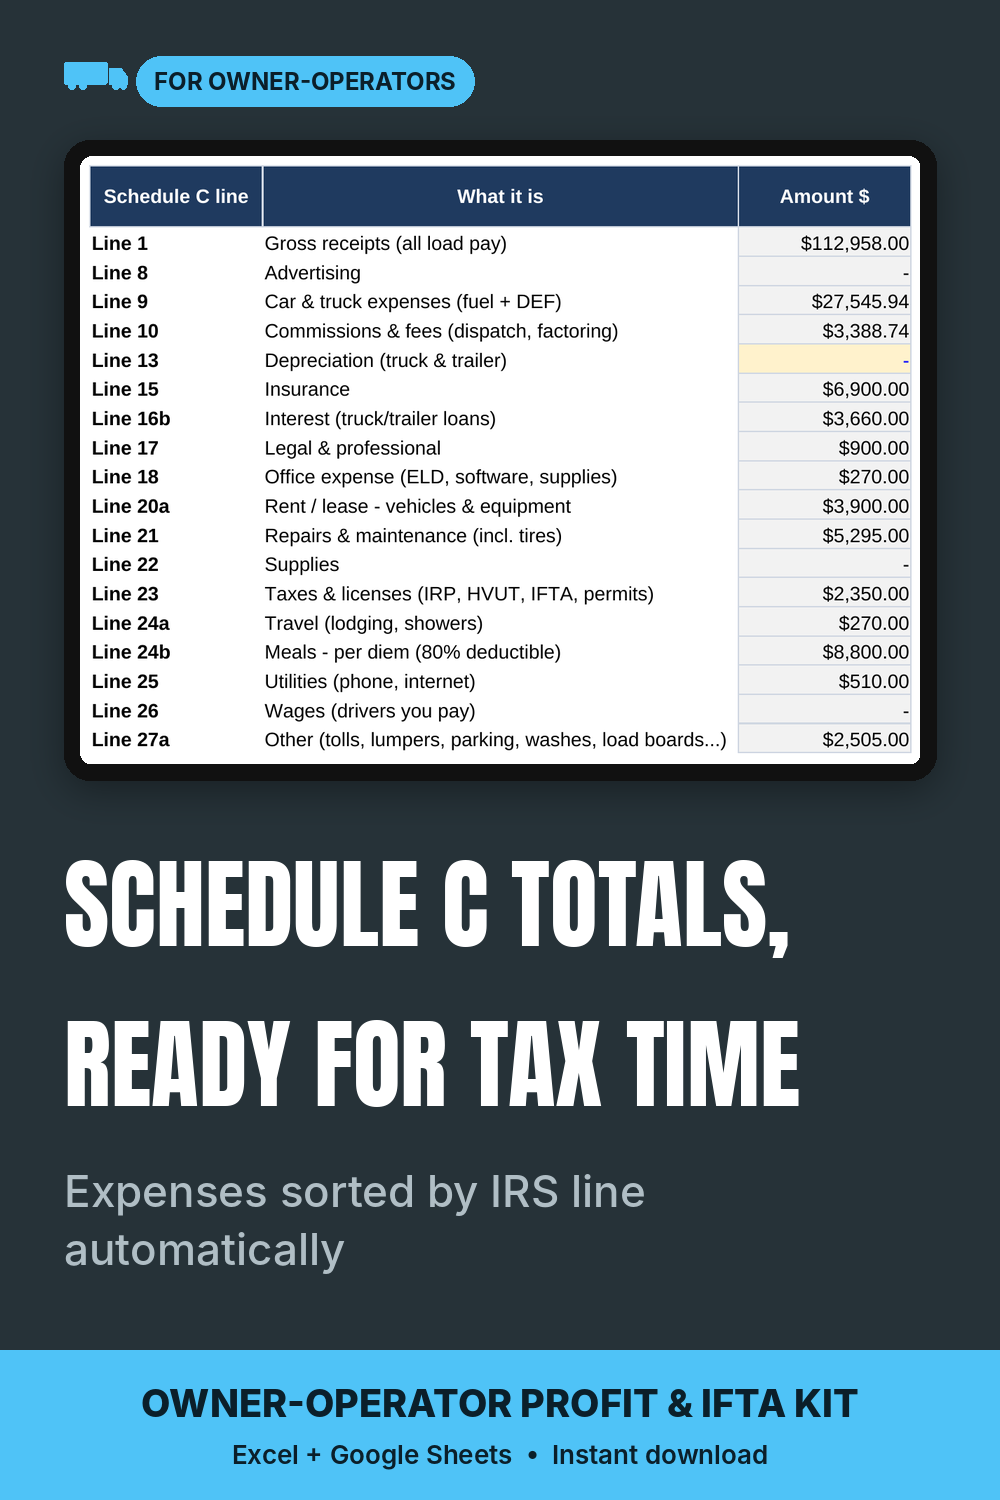 FOR OWNER-OPERATORS
Schedule C line What it is Amount $
Line 1 Gross receipts (all load pay) $112,958.00
Line 8 Advertising -
Line 9 Car & truck expenses (fuel + DEF) $27,545.94
Line 10 Commissions & fees (dispatch, factoring) $3,388.74
Line 13 Depreciation (truck & trailer) -
Line 15 Insurance $6,900.00
Line 16b Interest (truck/trailer loans) $3,660.00
Line 17 Legal & professional $900.00
Line 18 Office expense (ELD, software, supplies) $270.00
Line 20a Rent / lease - vehicles & equipment $3,900.00
Line 21 Repairs & maintenance (incl. tires) $5,295.00
Line 22 Supplies -
Line 23 Taxes & licenses (IRP, HVUT, IFTA, permits) $2,350.00
Line 24a Travel (lodging, showers) $270.00
Line 24b Meals - per diem (80% deductible) $8,800.00
Line 25 Utilities (phone, internet) $510.00
Line 26 Wages (drivers you pay) -
Line 27a Other (tolls, lumpers, parking, washes, load boards...) $2,505.00
SCHEDULE C TOTALS,
READY FOR TAX TIME
Expenses sorted by IRS line
automatically
OWNER-OPERATOR PROFIT & IFTA KIT
Excel + Google Sheets • Instant download